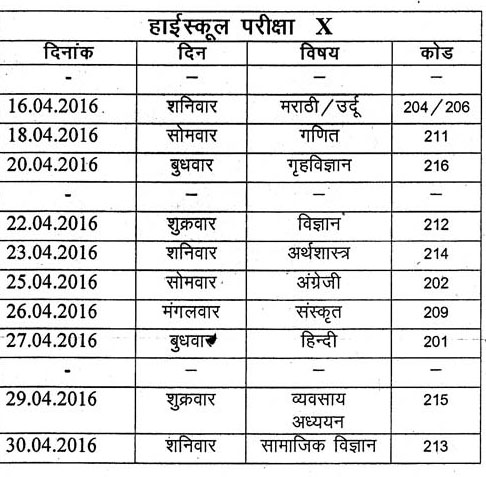 हाईस्कूल परीक्षा X
दिनांक दिन विषय कोड
- – – –
16.04.2016 शनिवार मराठी/उर्दू 204/206
18.04.2016 सोमवार गणित 211
20.04.2016 बुधवार गृहविज्ञान 216
- – – –
22.04.2016 शुक्रवार विज्ञान 212
23.04.2016 शनिवार अर्थशास्त्र 214
25.04.2016 सोमवार अंग्रेजी 202
26.04.2016 मंगलवार संस्कृत 209
27.04.2016 बुधवार हिन्दी 201
- – – –
29.04.2016 शुक्रवार व्यवसाय 215
अध्ययन
30.04.2016 शनिवार सामाजिक विज्ञान 213